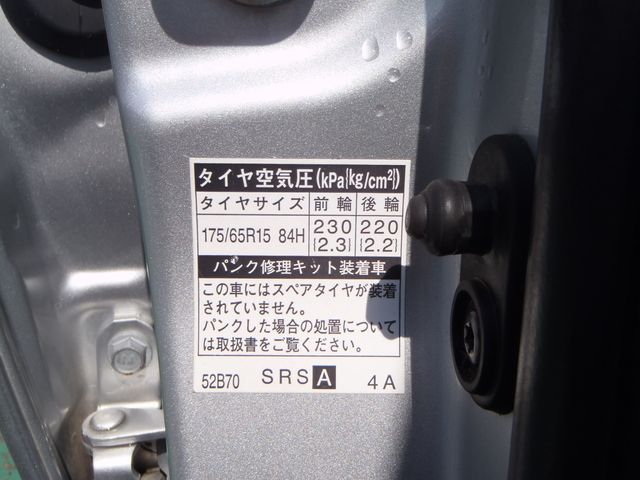 タイヤ空気圧(kPa{kg/cm²})
タイヤサイズ 前輪 後輪
175/65R15 84H 230 220
{2.3} {2.2}
パンク修理キット装着車
この車にはスペアタイヤが装着
されていません。
パンクした場合の処置について
は取扱書をご覧ください。
52B70 SRS A 4A